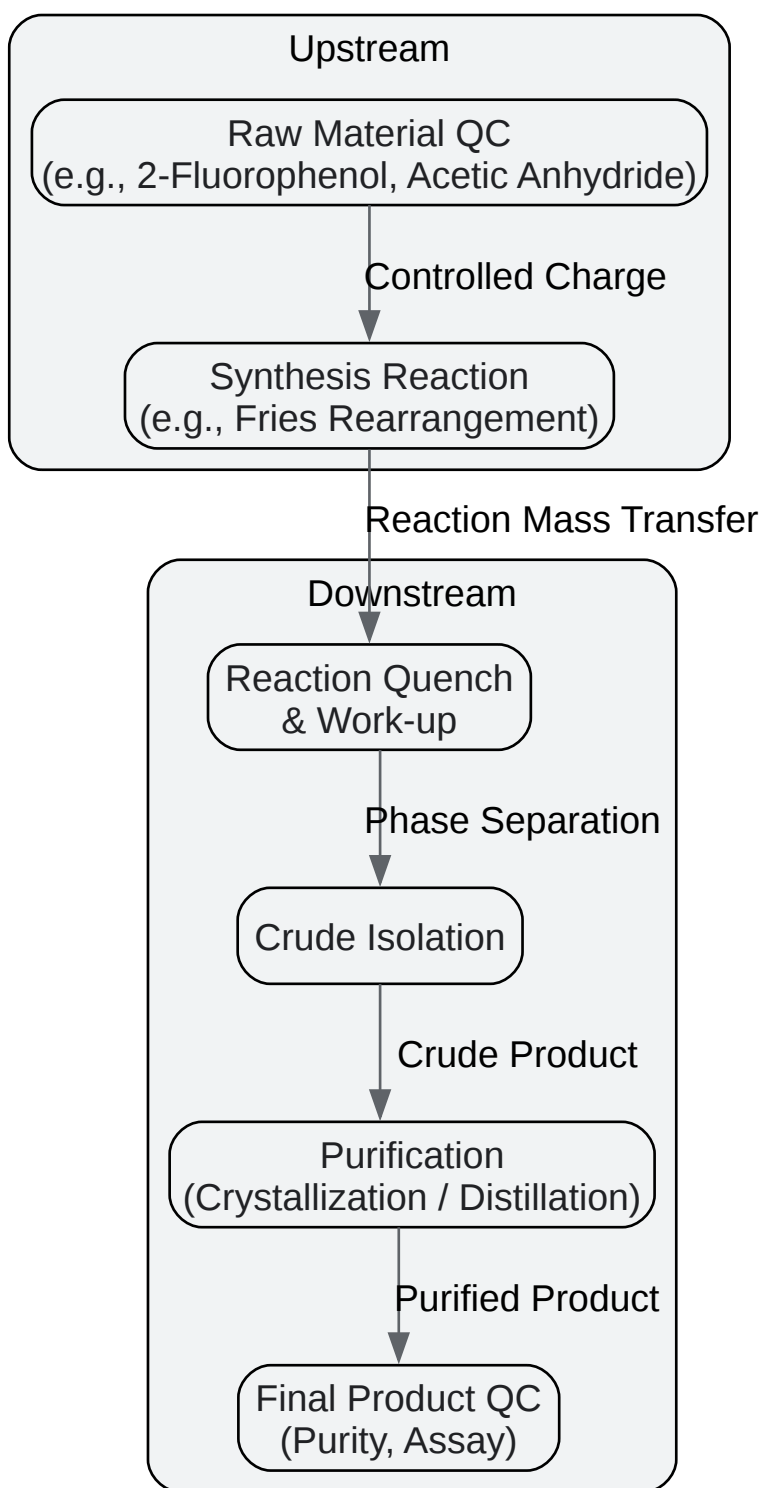 Upstream
Raw Material QC
(e.g., 2-Fluorophenol, Acetic Anhydride)
Controlled Charge
Synthesis Reaction
(e.g., Fries Rearrangement)
Reaction Mass Transfer
Downstream
Reaction Quench
& Work-up
Phase Separation
Crude Isolation
Crude Product
Purification
(Crystallization / Distillation)
Purified Product
Final Product QC
(Purity, Assay)